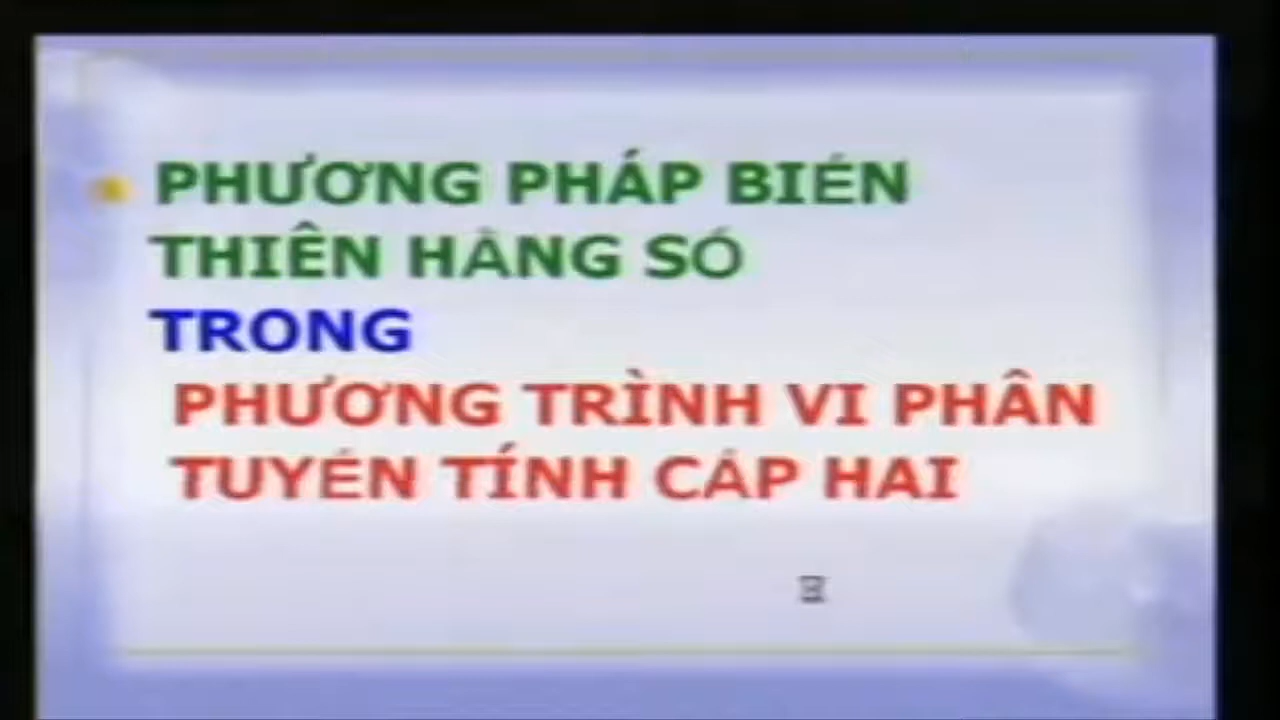 PHƯƠNG PHÁP BIẾN
THIÊN HẰNG SỐ
TRONG
PHƯƠNG TRÌNH VI PHÂN
TUYẾN TÍNH CẤP HAI